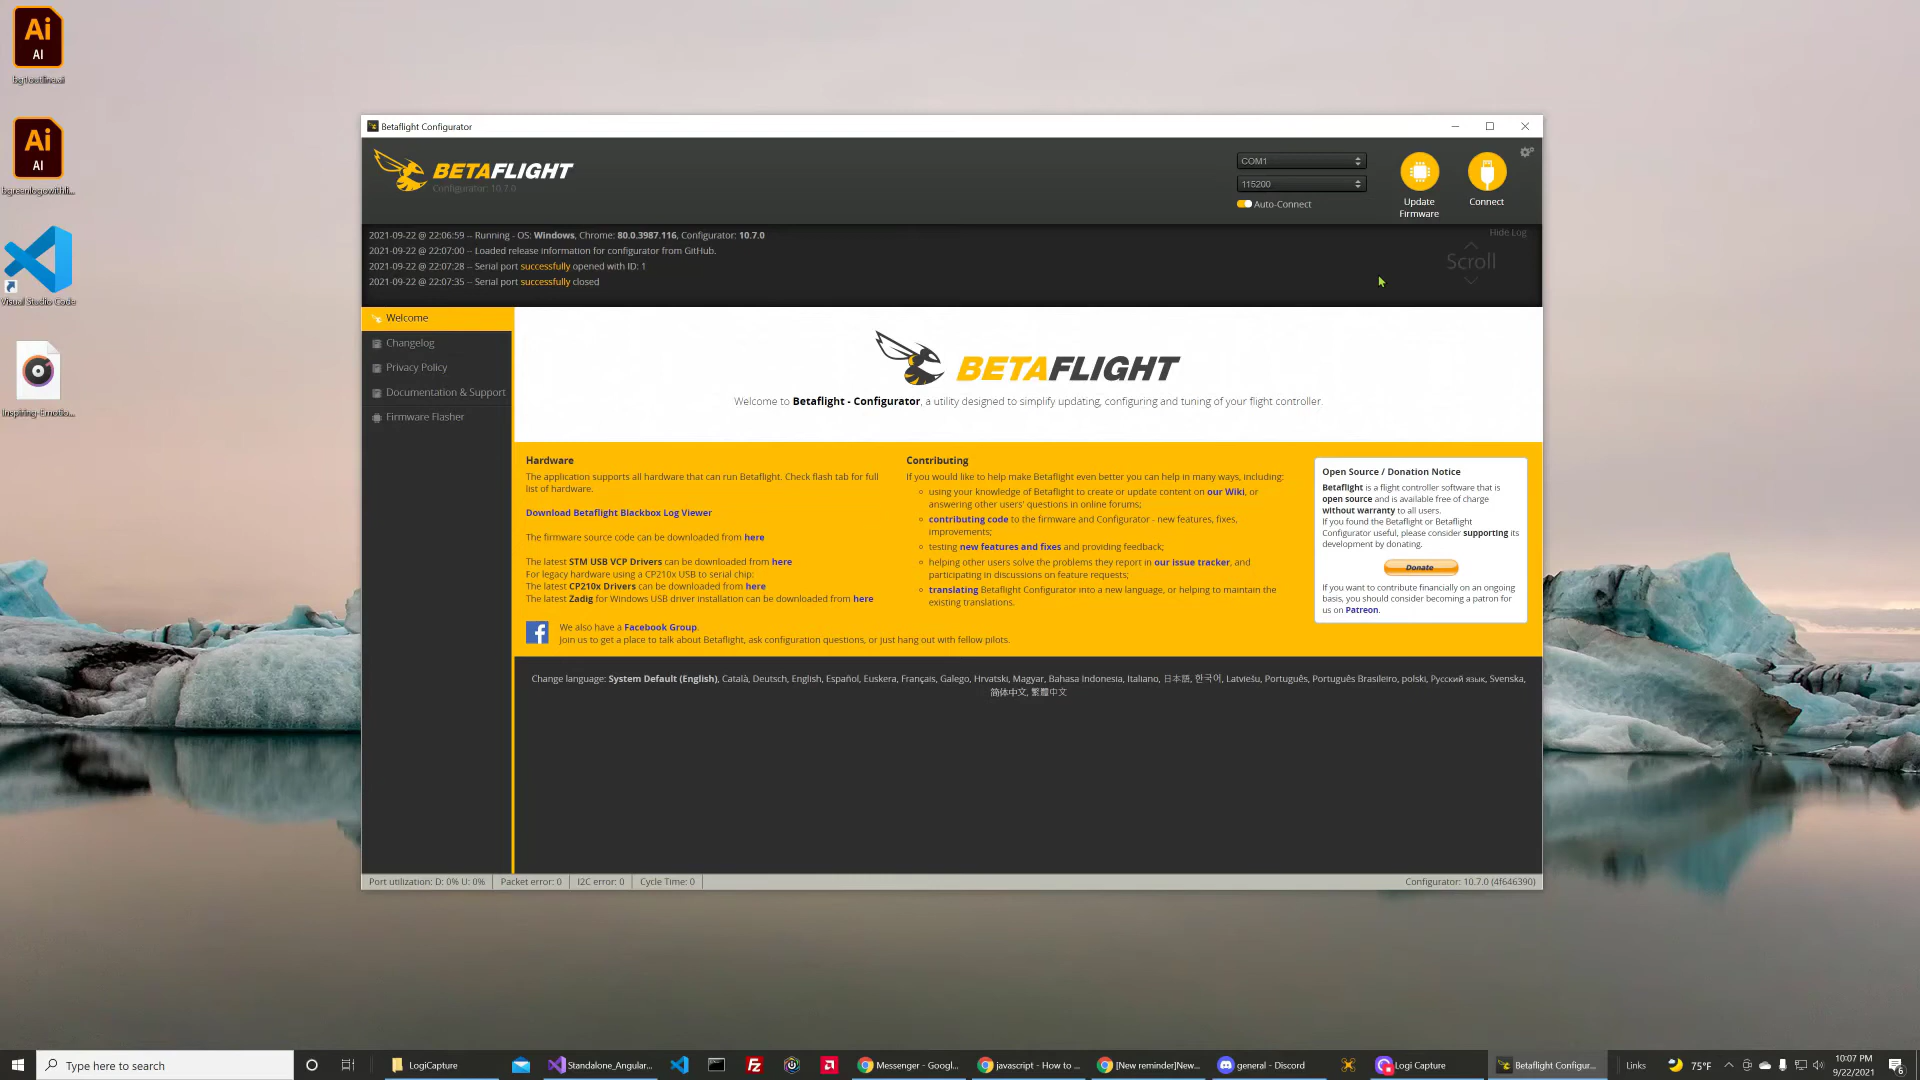 Ai
AI
bg1outline.ai
Ai
AI
bgreenlogowithli...
Visual Studio Code
Inspiring-Emotio...
Betaflight Configurator
BETAFLIGHT
Configurator: 10.7.0
COM1
115200
Auto-Connect
Update
Firmware
Connect
2021-09-22 @ 22:06:59 -- Running - OS: Windows, Chrome: 80.0.3987.116, Configurator: 10.7.0
2021-09-22 @ 22:07:00 -- Loaded release information for configurator from GitHub.
2021-09-22 @ 22:07:28 -- Serial port successfully opened with ID: 1
2021-09-22 @ 22:07:35 -- Serial port successfully closed
Hide Log
Scroll
Welcome
Changelog
Privacy Policy
Documentation & Support
Firmware Flasher
BETAFLIGHT
Welcome to Betaflight - Configurator, a utility designed to simplify updating, configuring and tuning of your flight controller.
Hardware
The application supports all hardware that can run Betaflight. Check flash tab for full
list of hardware.
Download Betaflight Blackbox Log Viewer
The firmware source code can be downloaded from here
The latest STM USB VCP Drivers can be downloaded from here
For legacy hardware using a CP210x USB to serial chip:
The latest CP210x Drivers can be downloaded from here
The latest Zadig for Windows USB driver installation can be downloaded from here
We also have a Facebook Group.
Join us to get a place to talk about Betaflight, ask configuration questions, or just hang out with fellow pilots.
Contributing
If you would like to help make Betaflight even better you can help in many ways, including:
using your knowledge of Betaflight to create or update content on our Wiki, or
answering other users' questions in online forums;
contributing code to the firmware and Configurator - new features, fixes,
improvements;
testing new features and fixes and providing feedback;
helping other users solve the problems they report in our issue tracker, and
participating in discussions on feature requests;
translating Betaflight Configurator into a new language, or helping to maintain the
existing translations.
Open Source / Donation Notice
Betaflight is a flight controller software that is
open source and is available free of charge
without warranty to all users.
If you found the Betaflight or Betaflight
Configurator useful, please consider supporting its
development by donating.
Donate
If you want to contribute financially on an ongoing
basis, you should consider becoming a patron for
us on Patreon.
Change language: System Default (English), Català, Deutsch, English, Español, Euskera, Français, Galego, Hrvatski, Magyar, Bahasa Indonesia, Italiano, 日本語, 한국어, Latviešu, Português, Português Brasileiro, polski, Русский язык, Svenska,
简体中文, 繁體中文
Port utilization: D: 0% U: 0%
Packet error: 0
I2C error: 0
Cycle Time: 0
Configurator: 10.7.0 (4f646390)
Type here to search
LogiCapture
Standalone_Angular...
Messenger - Googl...
javascript - How to ...
[New reminder]New...
general - Discord
Logi Capture
Betaflight Configur...
Links
75°F
10:07 PM
9/22/2021
6